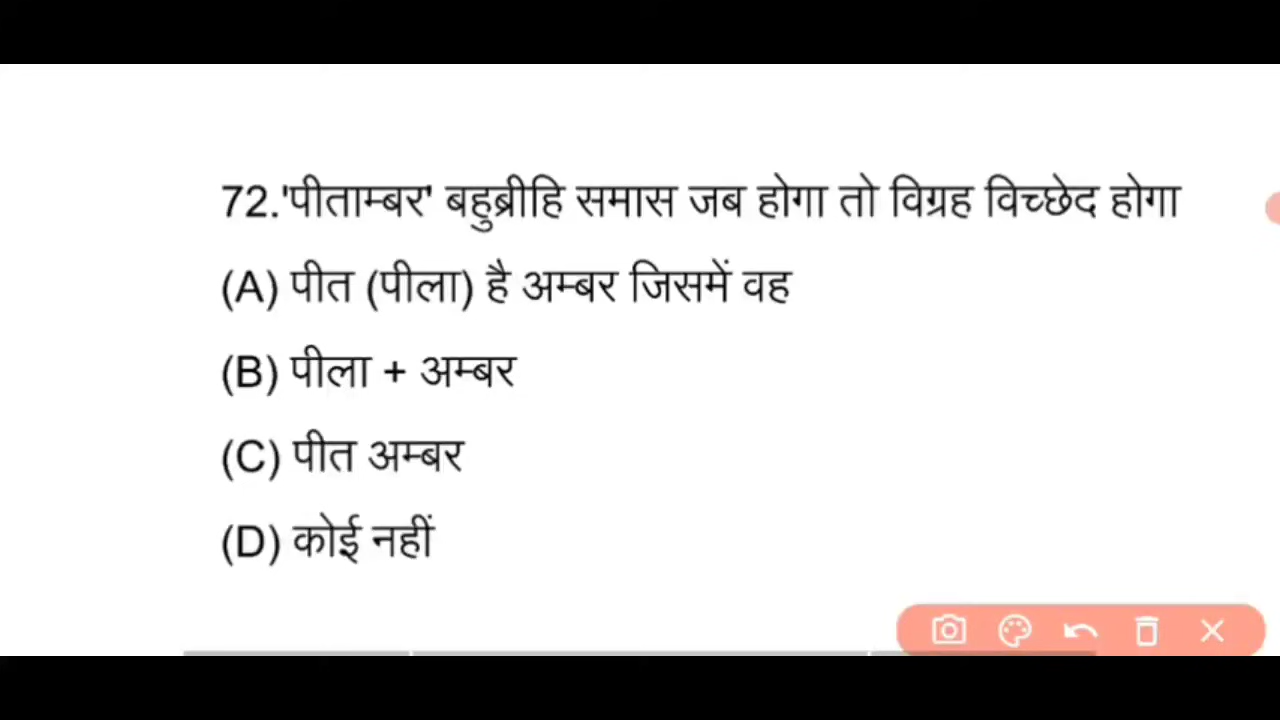 72.'पीताम्बर' बहुब्रीहि समास जब होगा तो विग्रह विच्छेद होगा
(A) पीत (पीला) है अम्बर जिसमें वह
(B) पीला + अम्बर
(C) पीत अम्बर
(D) कोई नहीं